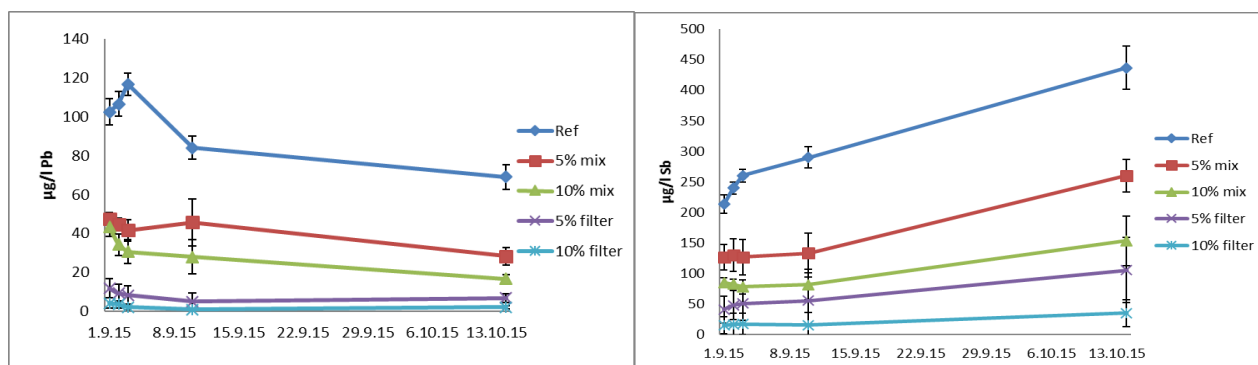 140
120
100
80
60
40
20
0
µg/l Pb
1.9.15 8.9.15 15.9.15 22.9.15 29.9.15 6.10.15 13.10.15
Ref
5% mix
10% mix
5% filter
10% filter
500
450
400
350
300
250
200
150
100
50
0
µg/l Sb
1.9.15 8.9.15 15.9.15 22.9.15 29.9.15 6.10.15 13.10.15
Ref
5% mix
10% mix
5% filter
10% filter